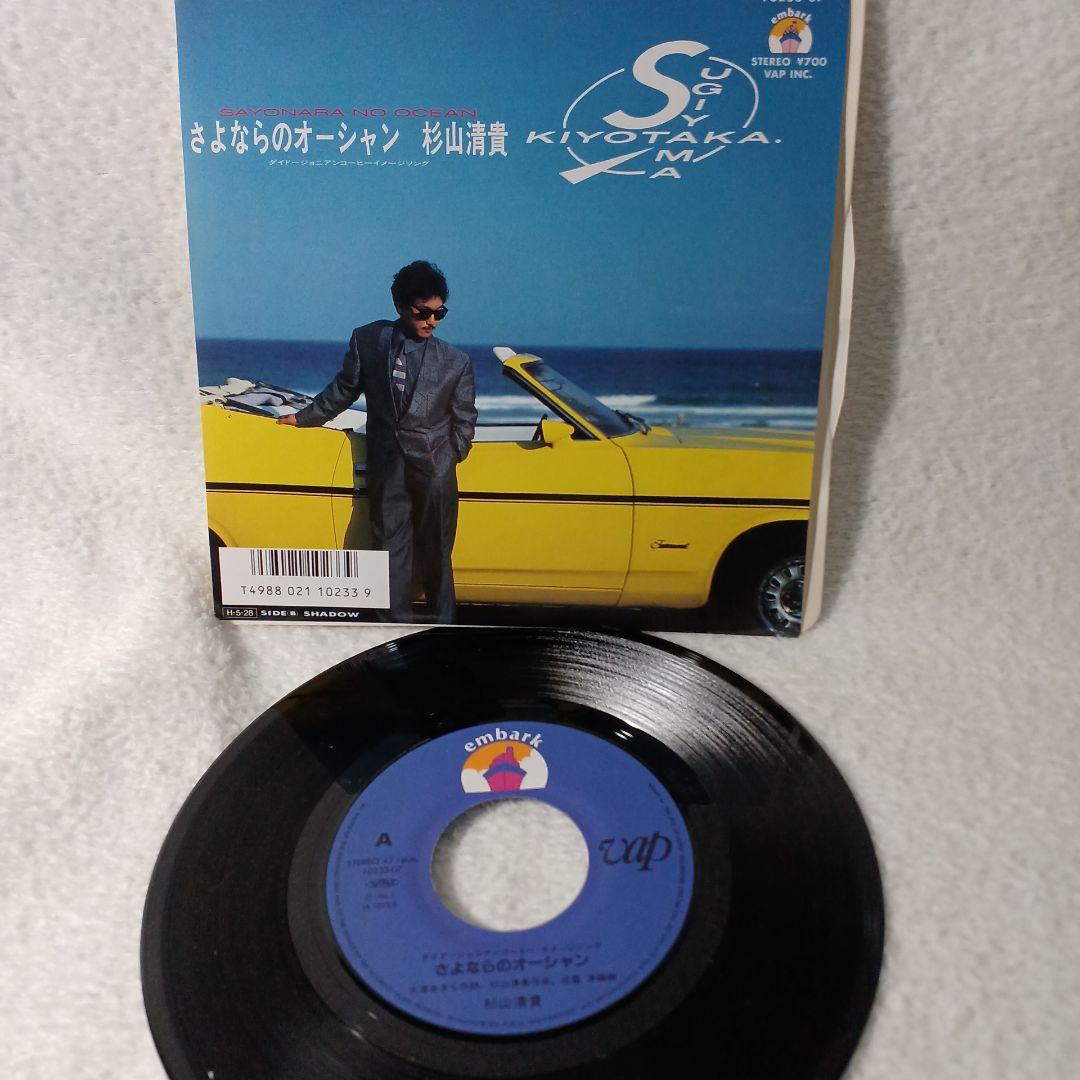 embark
STEREO ¥700
VAP INC.
SUGIYAMA
KIYOTAKA.
SAYONARA NO OCEAN
さよならのオーシャン 杉山清貴
ダイドージョニアンコーヒーイメージソング
T4988 021 10233 9
H-5-28 SIDE(B) SHADOW
embark
A
vap
STEREO
10233-07
さよならのオーシャン
杉山清貴